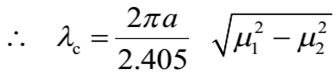 ∴ λc = 2πa / 2.405 √(μ₁² − μ₂²)